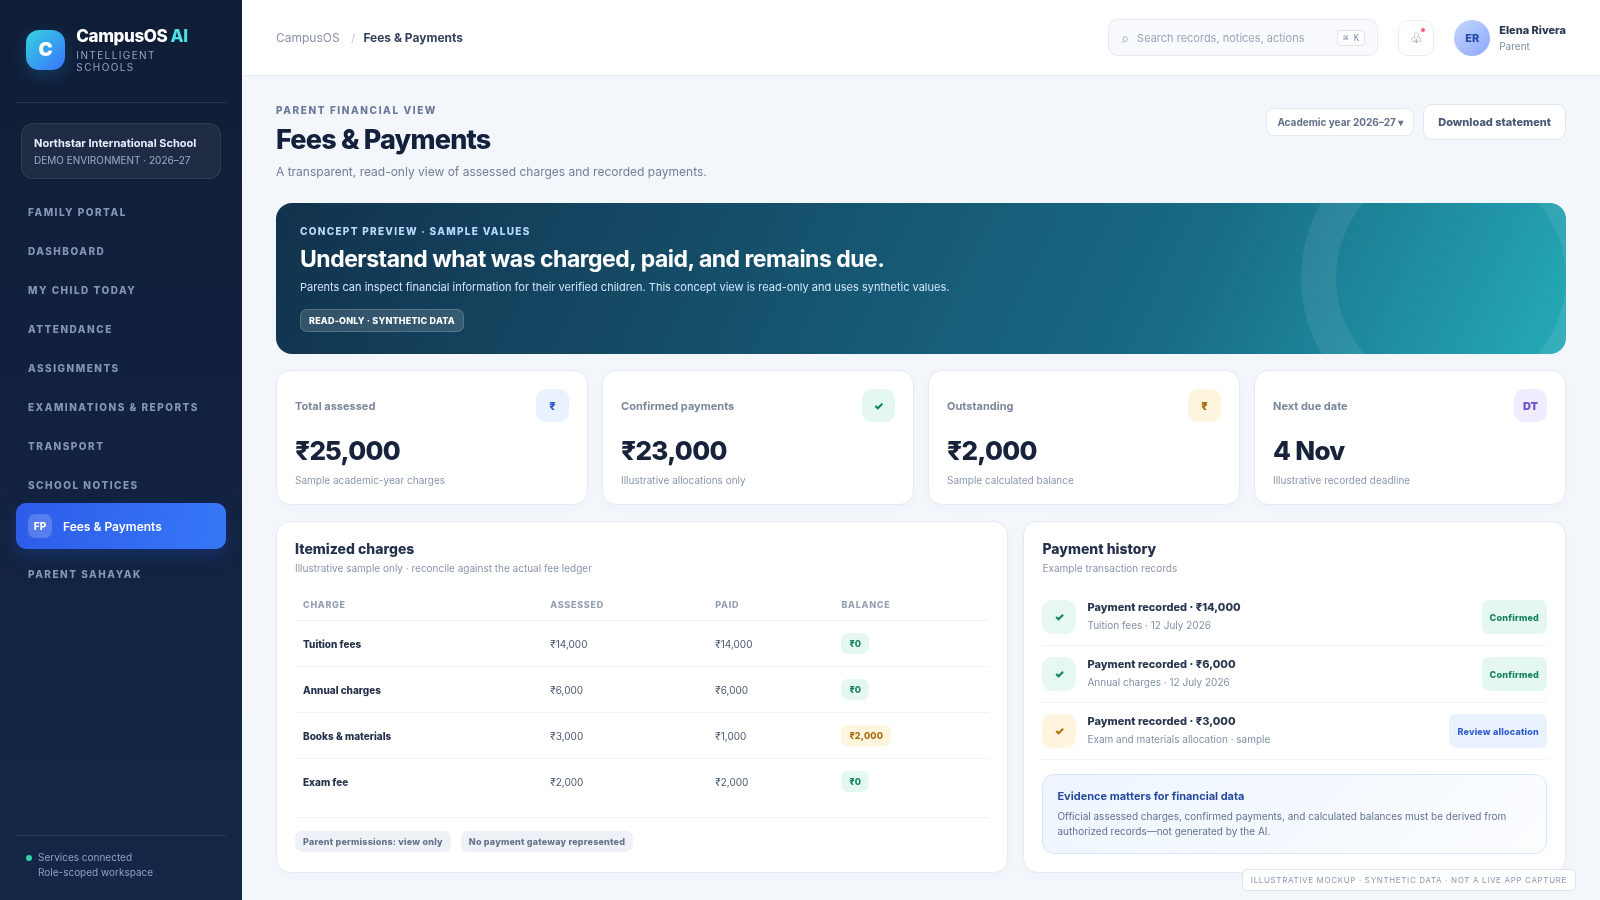 C
CampusOS AI
INTELLIGENT
SCHOOLS
Northstar International School
DEMO ENVIRONMENT · 2026–27
FAMILY PORTAL
DASHBOARD
MY CHILD TODAY
ATTENDANCE
ASSIGNMENTS
EXAMINATIONS & REPORTS
TRANSPORT
SCHOOL NOTICES
FP Fees & Payments
PARENT SAHAYAK
Services connected
Role-scoped workspace
CampusOS / Fees & Payments
Search records, notices, actions ⌘ K
ER
Elena Rivera
Parent
PARENT FINANCIAL VIEW
Fees & Payments
A transparent, read-only view of assessed charges and recorded payments.
Academic year 2026–27 ▾
Download statement
CONCEPT PREVIEW · SAMPLE VALUES
Understand what was charged, paid, and remains due.
Parents can inspect financial information for their verified children. This concept view is read-only and uses synthetic values.
READ-ONLY · SYNTHETIC DATA
Total assessed ₹
₹25,000
Sample academic-year charges
Confirmed payments ✓
₹23,000
Illustrative allocations only
Outstanding ₹
₹2,000
Sample calculated balance
Next due date DT
4 Nov
Illustrative recorded deadline
Itemized charges
Illustrative sample only · reconcile against the actual fee ledger
CHARGE ASSESSED PAID BALANCE
Tuition fees ₹14,000 ₹14,000 ₹0
Annual charges ₹6,000 ₹6,000 ₹0
Books & materials ₹3,000 ₹1,000 ₹2,000
Exam fee ₹2,000 ₹2,000 ₹0
Parent permissions: view only
No payment gateway represented
Payment history
Example transaction records
✓ Payment recorded · ₹14,000
Tuition fees · 12 July 2026
Confirmed
✓ Payment recorded · ₹6,000
Annual charges · 12 July 2026
Confirmed
✓ Payment recorded · ₹3,000
Exam and materials allocation · sample
Review allocation
Evidence matters for financial data
Official assessed charges, confirmed payments, and calculated balances must be derived from
authorized records—not generated by the AI.
ILLUSTRATIVE MOCKUP · SYNTHETIC DATA · NOT A LIVE APP CAPTURE